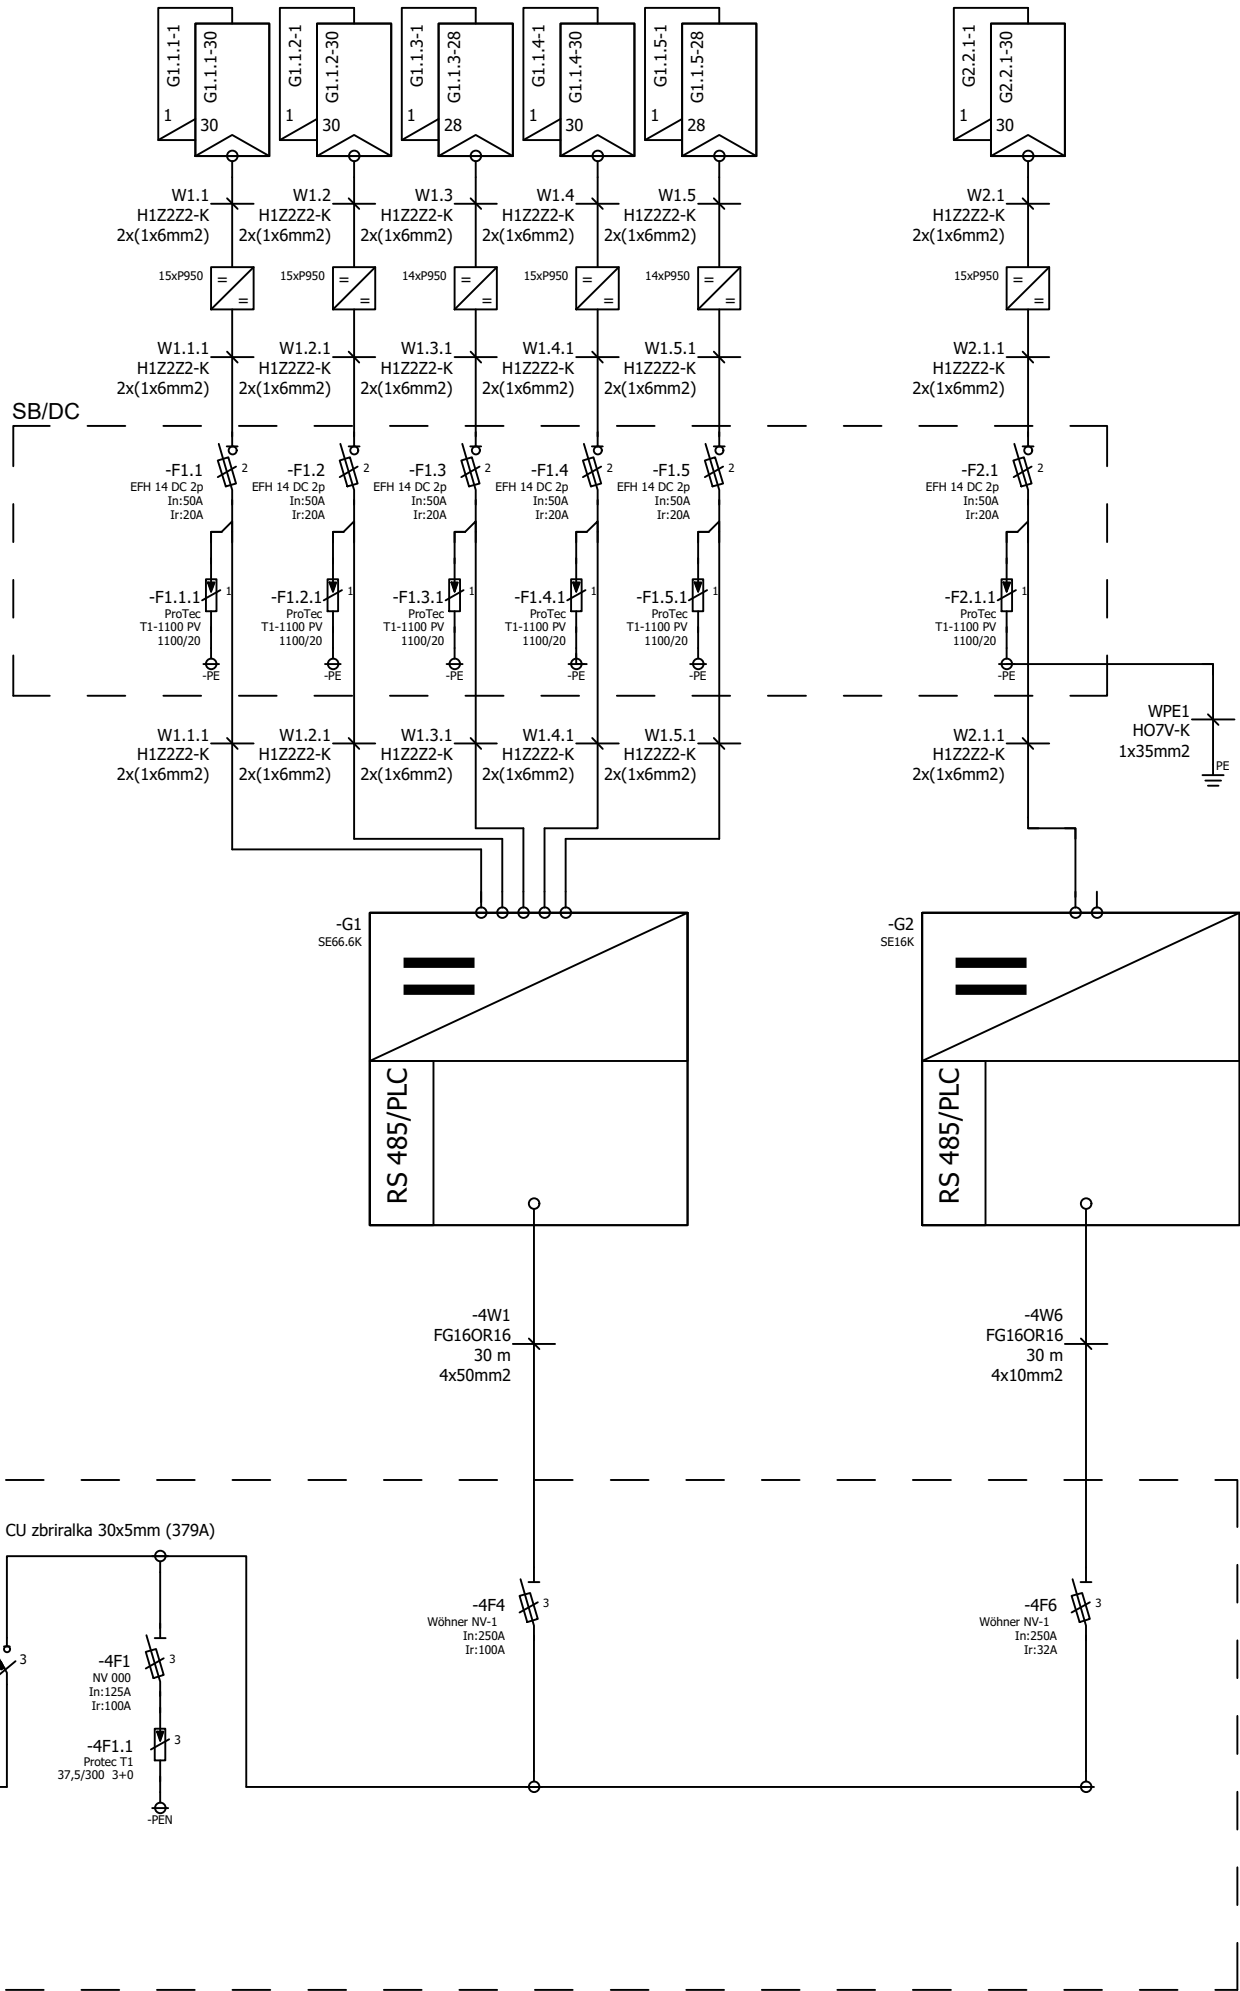 G1.1.1-1
G1.1.1-30
1
30
G1.1.2-1
G1.1.2-30
1
30
G1.1.3-1
G1.1.3-28
1
28
G1.1.4-1
G1.1.4-30
1
30
G1.1.5-1
G1.1.5-28
1
28
G2.2.1-1
G2.2.1-30
1
30
W1.1
H1Z2Z2-K
2x(1x6mm2)
W1.2
H1Z2Z2-K
2x(1x6mm2)
W1.3
H1Z2Z2-K
2x(1x6mm2)
W1.4
H1Z2Z2-K
2x(1x6mm2)
W1.5
H1Z2Z2-K
2x(1x6mm2)
W2.1
H1Z2Z2-K
2x(1x6mm2)
15xP950
15xP950
14xP950
15xP950
14xP950
15xP950
W1.1.1
H1Z2Z2-K
2x(1x6mm2)
W1.2.1
H1Z2Z2-K
2x(1x6mm2)
W1.3.1
H1Z2Z2-K
2x(1x6mm2)
W1.4.1
H1Z2Z2-K
2x(1x6mm2)
W1.5.1
H1Z2Z2-K
2x(1x6mm2)
W2.1.1
H1Z2Z2-K
2x(1x6mm2)
SB/DC
-F1.1
EFH 14 DC 2p
In:50A
Ir:20A
2
-F1.2
EFH 14 DC 2p
In:50A
Ir:20A
2
-F1.3
EFH 14 DC 2p
In:50A
Ir:20A
2
-F1.4
EFH 14 DC 2p
In:50A
Ir:20A
2
-F1.5
EFH 14 DC 2p
In:50A
Ir:20A
2
-F2.1
EFH 14 DC 2p
In:50A
Ir:20A
2
-F1.1.1
ProTec
T1-1100 PV
1100/20
1
-PE
-F1.2.1
ProTec
T1-1100 PV
1100/20
1
-PE
-F1.3.1
ProTec
T1-1100 PV
1100/20
1
-PE
-F1.4.1
ProTec
T1-1100 PV
1100/20
1
-PE
-F1.5.1
ProTec
T1-1100 PV
1100/20
1
-PE
-F2.1.1
ProTec
T1-1100 PV
1100/20
1
-PE
W1.1.1
H1Z2Z2-K
2x(1x6mm2)
W1.2.1
H1Z2Z2-K
2x(1x6mm2)
W1.3.1
H1Z2Z2-K
2x(1x6mm2)
W1.4.1
H1Z2Z2-K
2x(1x6mm2)
W1.5.1
H1Z2Z2-K
2x(1x6mm2)
W2.1.1
H1Z2Z2-K
2x(1x6mm2)
WPE1
HO7V-K
1x35mm2
PE
-G1
SE66.6K
RS 485/PLC
-G2
SE16K
RS 485/PLC
-4W1
FG16OR16
30 m
4x50mm2
-4W6
FG16OR16
30 m
4x10mm2
CU zbriralka 30x5mm (379A)
3
-4F1
NV 000
In:125A
Ir:100A
3
-4F1.1
Protec T1
37,5/300 3+0
3
-PEN
-4F4
Wöhner NV-1
In:250A
Ir:100A
3
-4F6
Wöhner NV-1
In:250A
Ir:32A
3